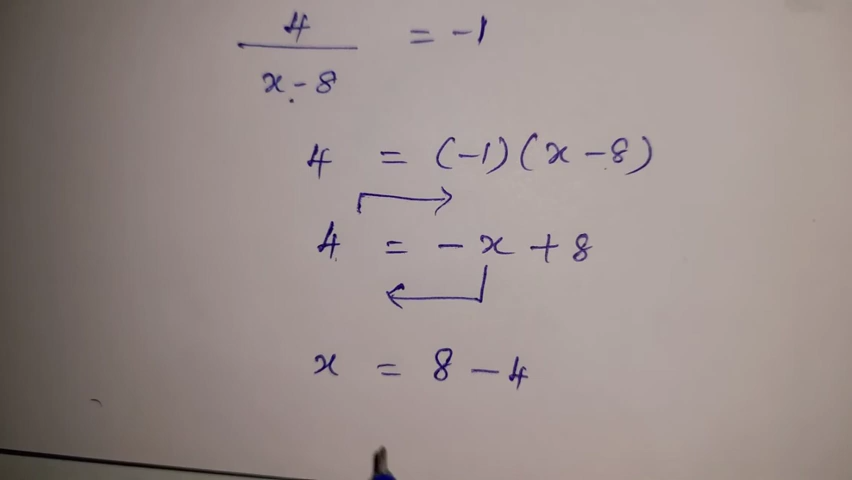 4
x - 8 = -1
4 = (-1)(x - 8)
4 = -x + 8
x = 8 - 4